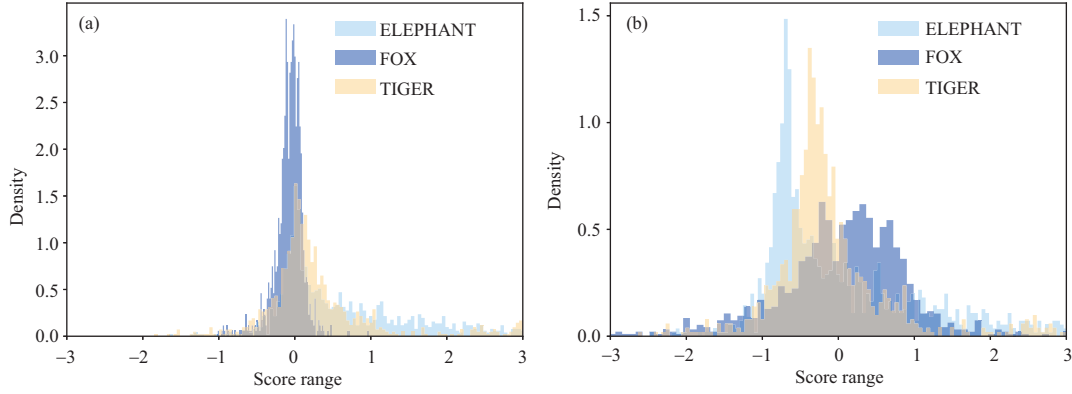 (a)
ELEPHANT
FOX
TIGER
3.0
2.5
2.0
1.5
1.0
0.5
0.0
Density
−3 −2 −1 0 1 2 3
Score range
(b)
ELEPHANT
FOX
TIGER
1.5
1.0
0.5
0.0
Density
−3 −2 −1 0 1 2 3
Score range